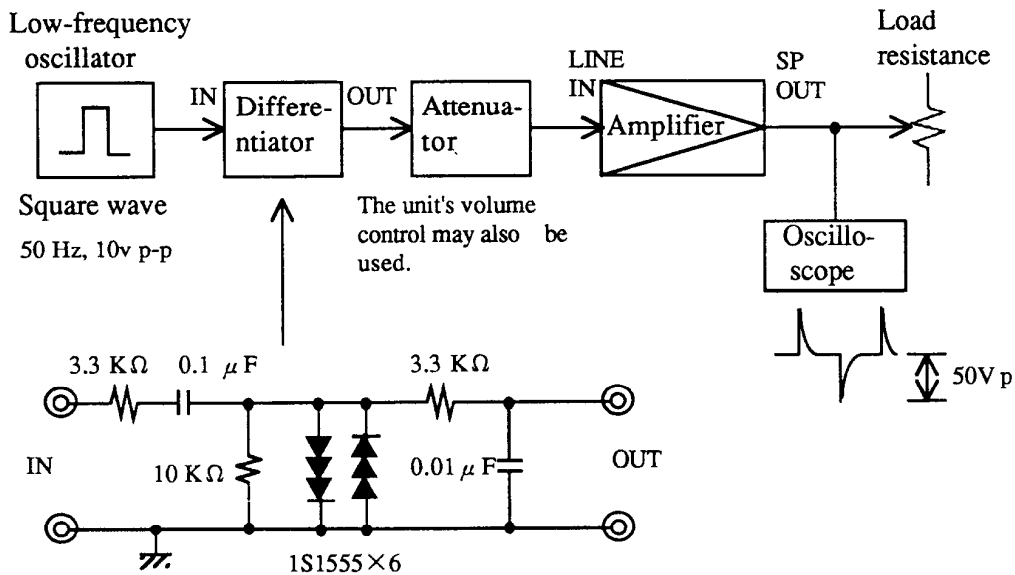 Low-frequency
oscillator
IN
Differe-
ntiator
OUT
Attenua-
tor
LINE
IN
Amplifier
SP
OUT
Load
resistance
Square wave
50 Hz, 10v p-p
The unit's volume
control may also be
used.
Oscillo-
scope
50V p
3.3 KΩ
0.1 μF
3.3 KΩ
IN
10 KΩ
0.01 μF
OUT
1S1555×6